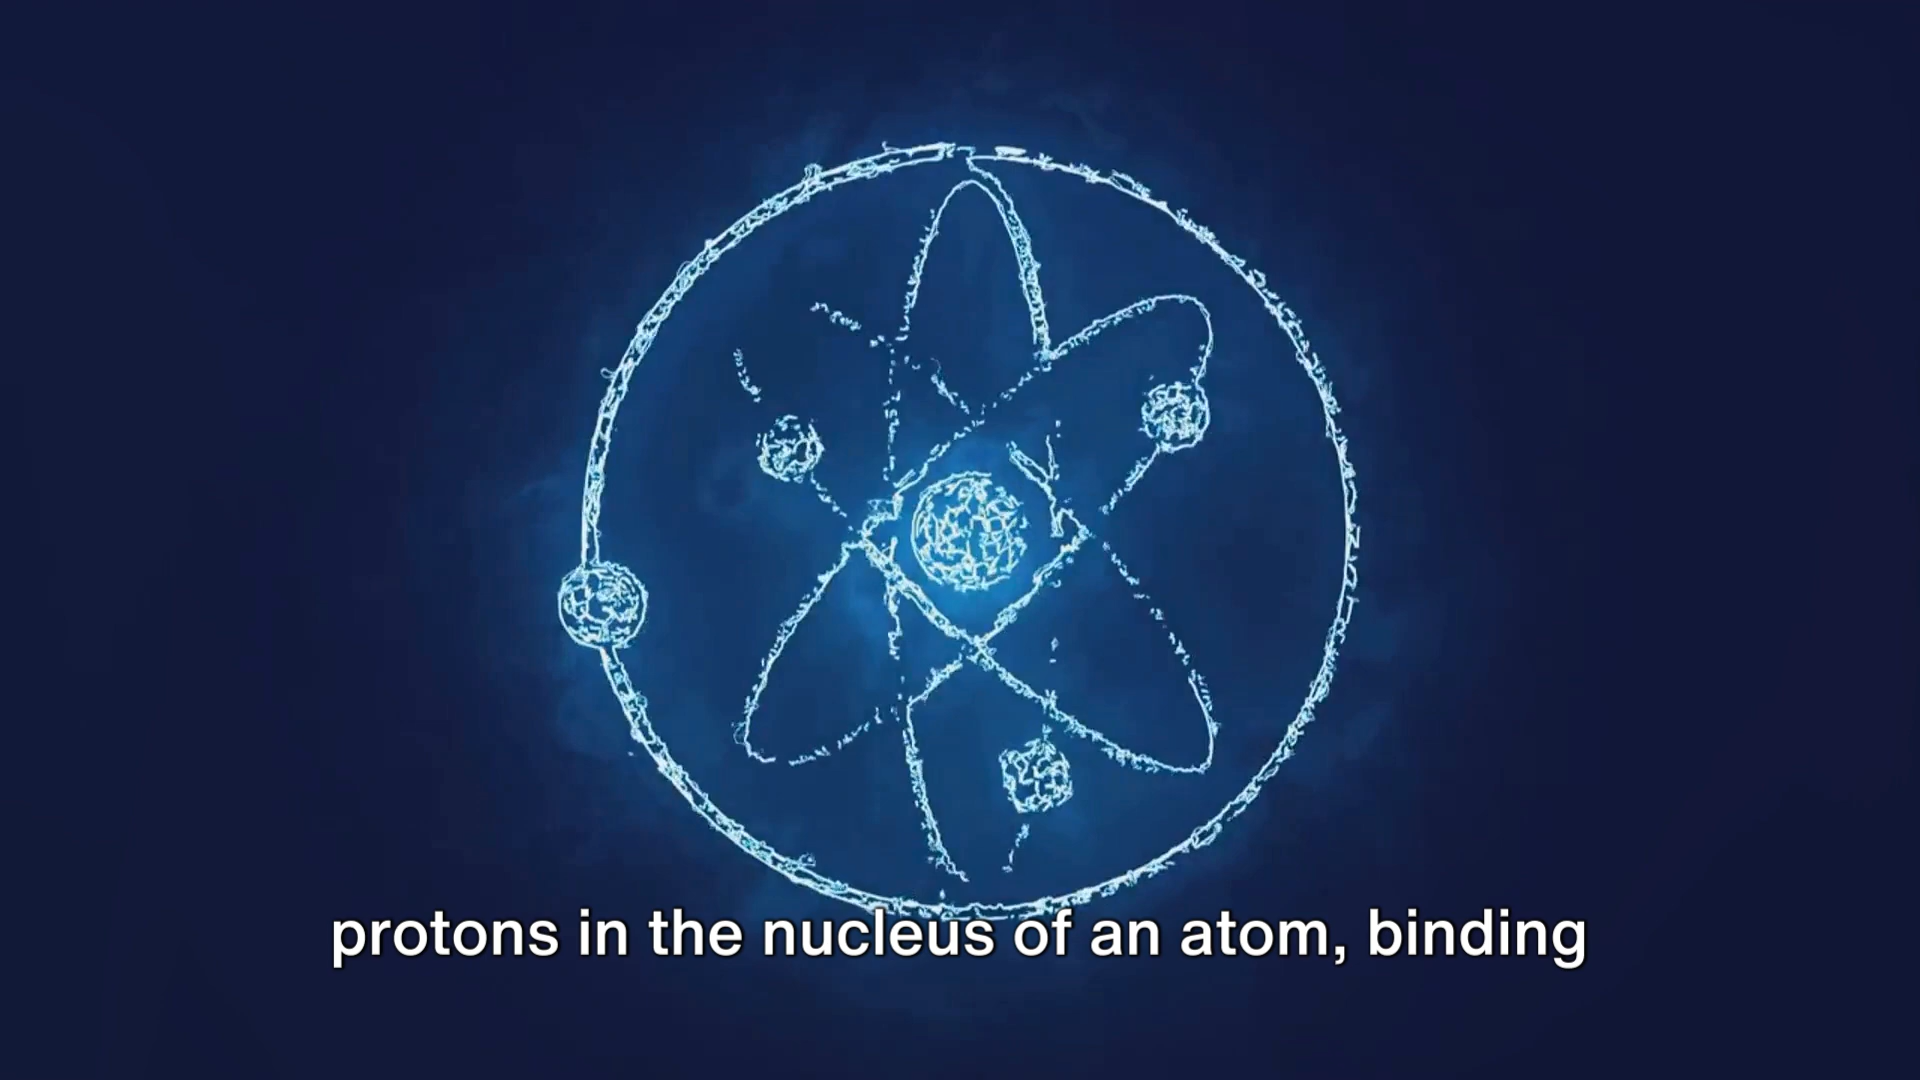 protons in the nucleus of an atom, binding